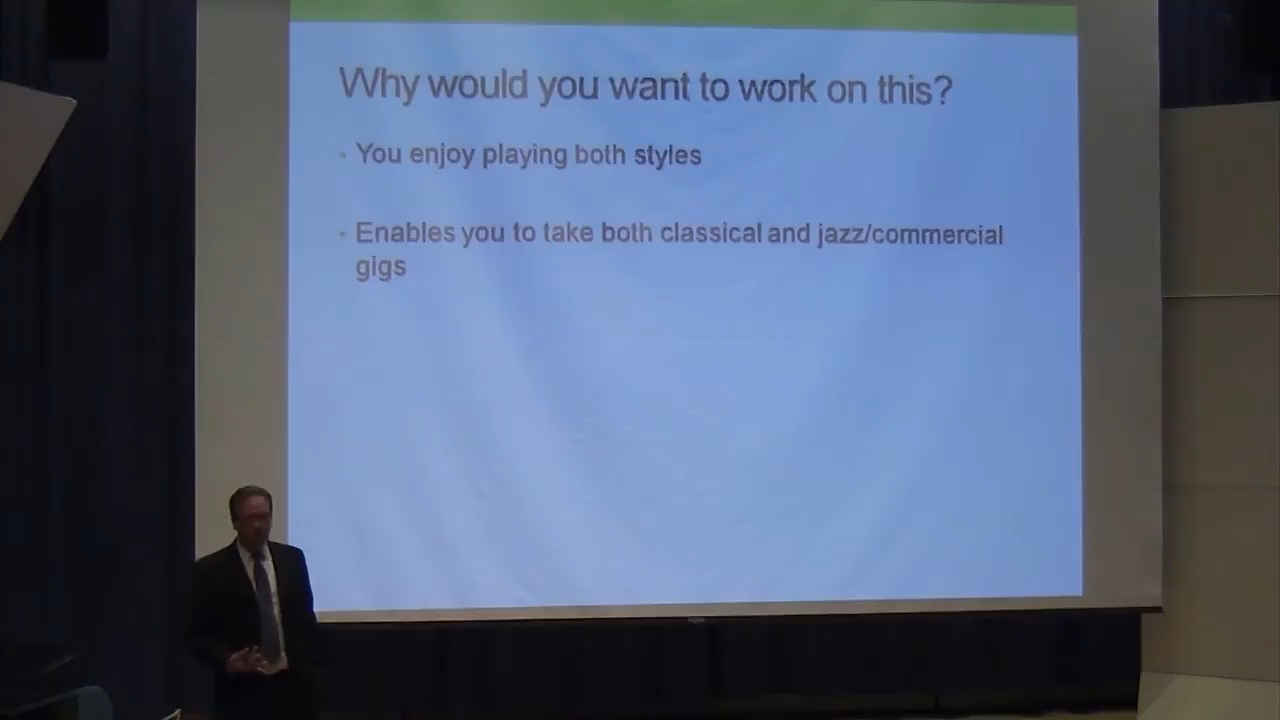 Why would you want to work on this?
• You enjoy playing both styles
• Enables you to take both classical and jazz/commercial
gigs